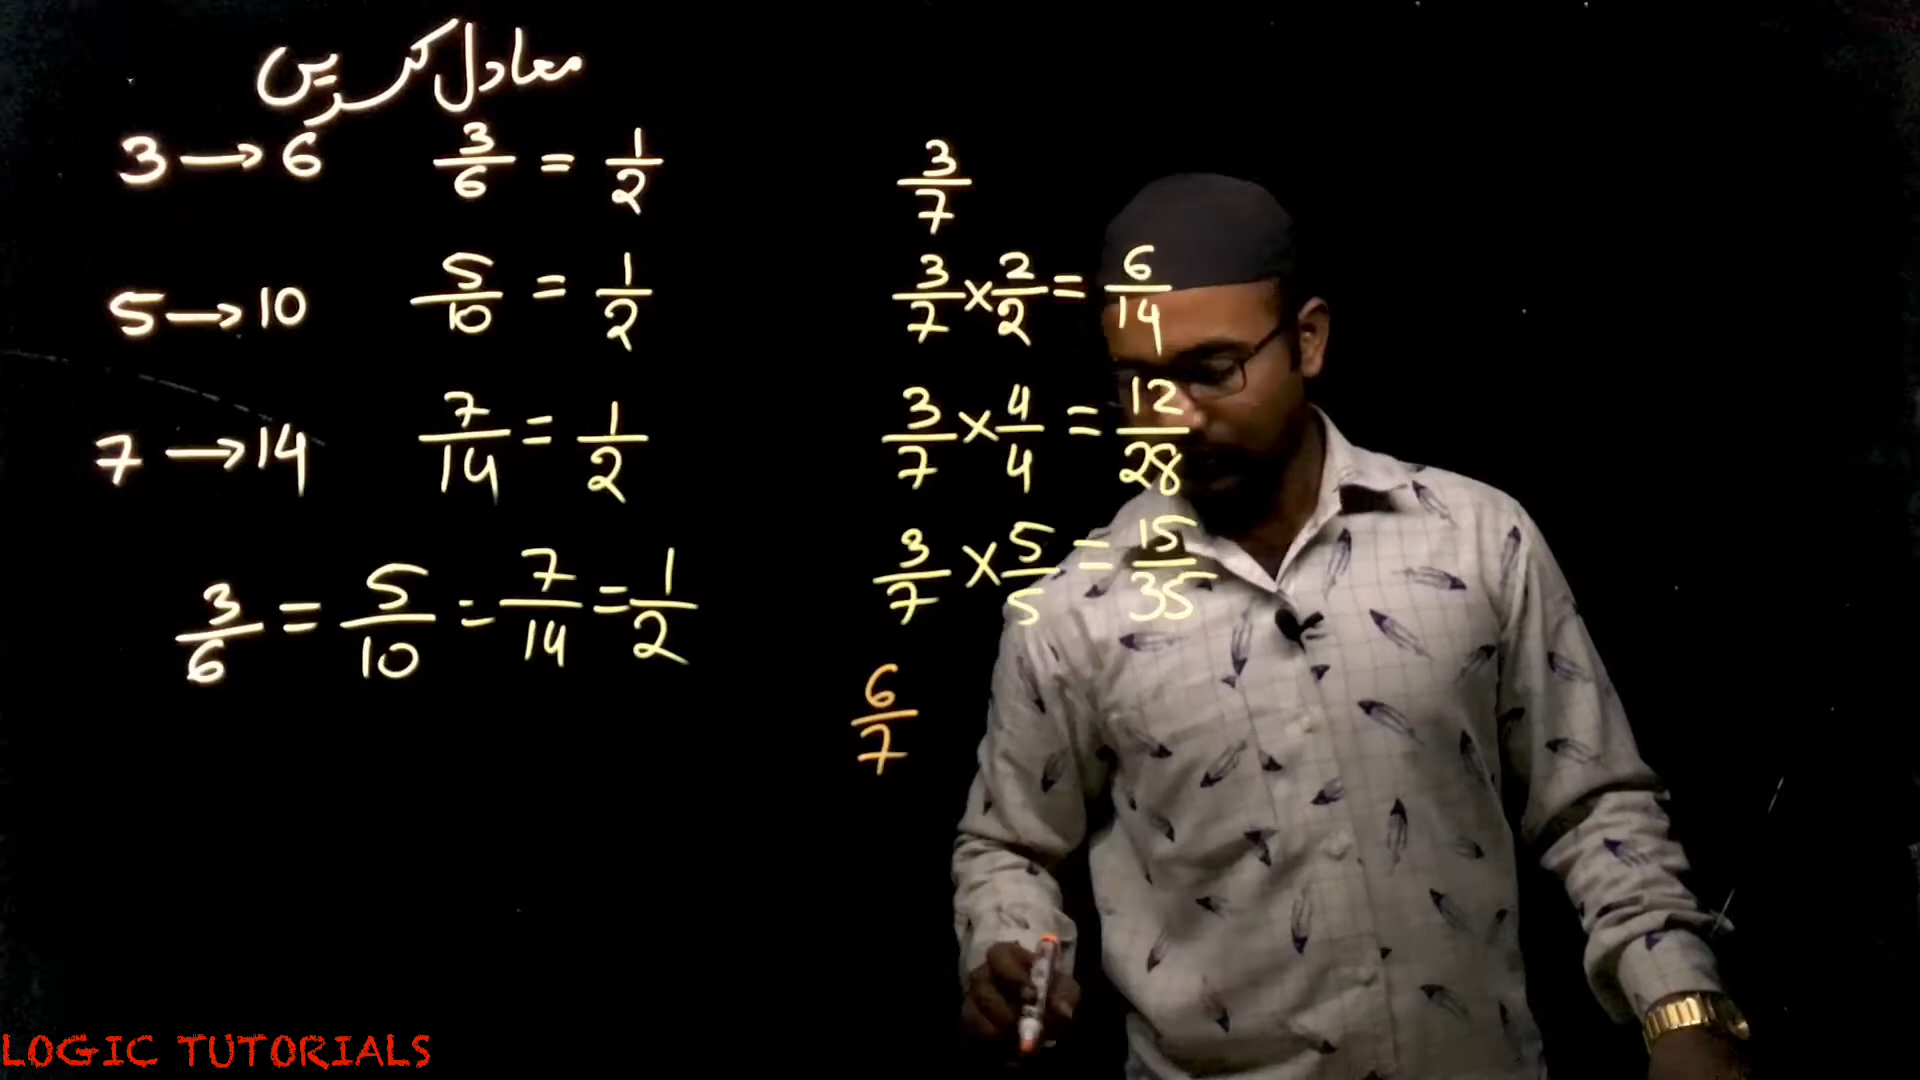 معادل کسریں
3 → 6 3/6 = 1/2
5 → 10 5/10 = 1/2
7 → 14 7/14 = 1/2
3/6 = 5/10 = 7/14 = 1/2
3/7
3/7 × 2/2 = 6/14
3/7 × 4/4 = 12/28
3/7 × 5/5 = 15/35
6/7
LOGIC TUTORIALS